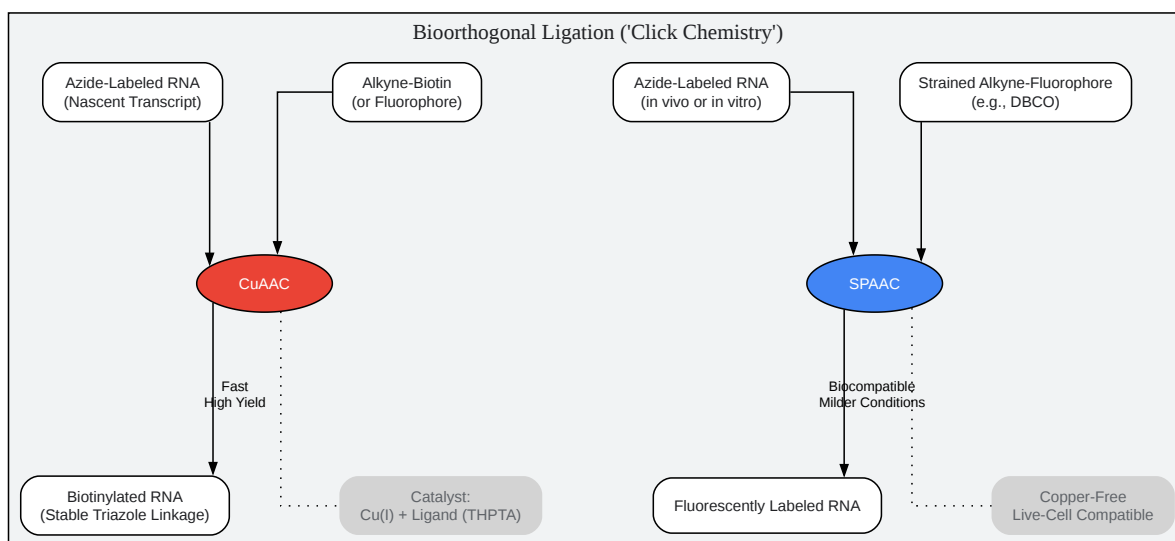 Bioorthogonal Ligation ('Click Chemistry')
Azide-Labeled RNA
(Nascent Transcript)
Alkyne-Biotin
(or Fluorophore)
Azide-Labeled RNA
(in vivo or in vitro)
Strained Alkyne-Fluorophore
(e.g., DBCO)
CuAAC
SPAAC
Fast
High Yield
Biocompatible
Milder Conditions
Biotinylated RNA
(Stable Triazole Linkage)
Catalyst:
Cu(I) + Ligand (THPTA)
Fluorescently Labeled RNA
Copper-Free
Live-Cell Compatible